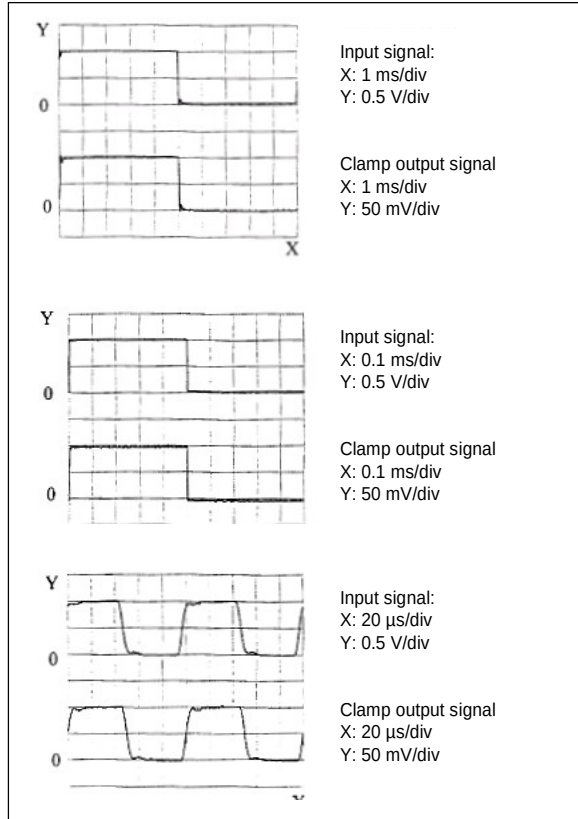 Y
Input signal:
X: 1 ms/div
Y: 0.5 V/div
0
Clamp output signal
X: 1 ms/div
Y: 50 mV/div
0
X
Y
Input signal:
X: 0.1 ms/div
Y: 0.5 V/div
0
Clamp output signal
X: 0.1 ms/div
Y: 50 mV/div
0
Y
Input signal:
X: 20 µs/div
Y: 0.5 V/div
0
Clamp output signal
X: 20 µs/div
Y: 50 mV/div
0